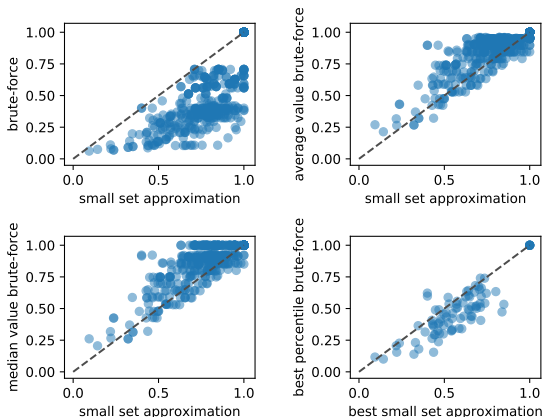 1.00
0.75
0.50
0.25
0.00
brute-force
0.0 0.5 1.0
small set approximation
1.00
0.75
0.50
0.25
0.00
average value brute-force
0.0 0.5 1.0
small set approximation
1.00
0.75
0.50
0.25
0.00
median value brute-force
0.0 0.5 1.0
small set approximation
1.00
0.75
0.50
0.25
0.00
best percentile brute-force
0.0 0.5 1.0
best small set approximation